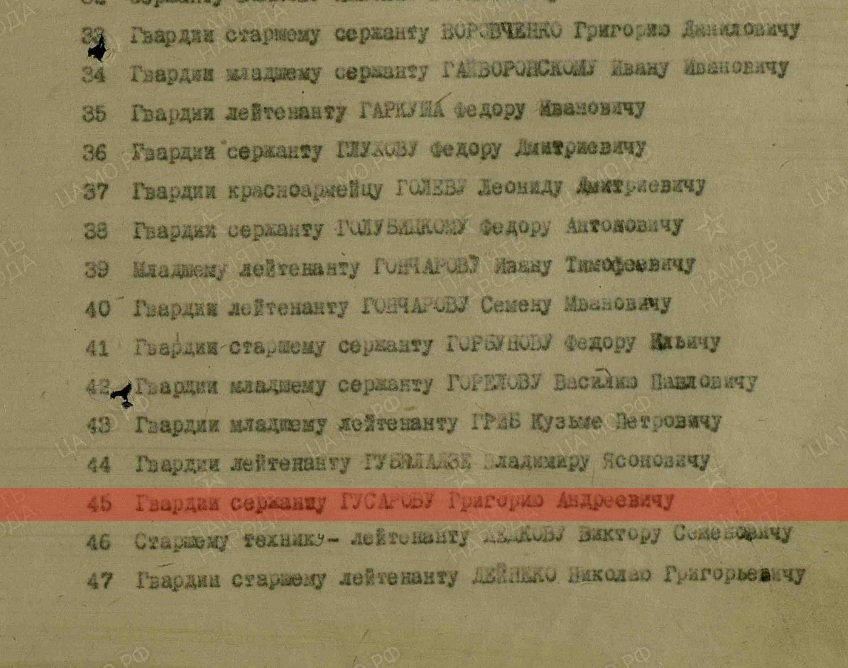 33 Гвардии старшему сержанту ВОРОВЧЕНКО Григорию Даниловичу
34 Гвардии младшему сержанту ГАЙВОРОНСКОМУ Ивану Ивановичу
35 Гвардии лейтенанту ГАРКУША Федору Ивановичу
36 Гвардии сержанту ГЛУХОВУ Федору Дмитриевичу
37 Гвардии красноармейцу ГОЛЕВУ Леониду Дмитриевичу
38 Гвардии сержанту ГОЛУБИЦКОМУ Федору Антоновичу
39 Младшему лейтенанту ГОНЧАРОВУ Ивану Тимофеевичу
40 Гвардии лейтенанту ГОНЧАРОВУ Семену Ивановичу
41 Гвардии старшему сержанту ГОРБУНОВУ Федору Ильичу
42 Гвардии младшему сержанту ГОРЕЛОВУ Василию Павловичу
43 Гвардии младшему лейтенанту ГРИБ Кузьме Петровичу
44 Гвардии лейтенанту Владимиру Ясоновичу
45 Гвардии сержанту ГУСАРОВУ Григорию Андреевичу
46 Старшему технику- лейтенанту Виктору Семеновичу
47 Гвардии старшему лейтенанту ДЕЙНЕКО Николаю Григорьевичу